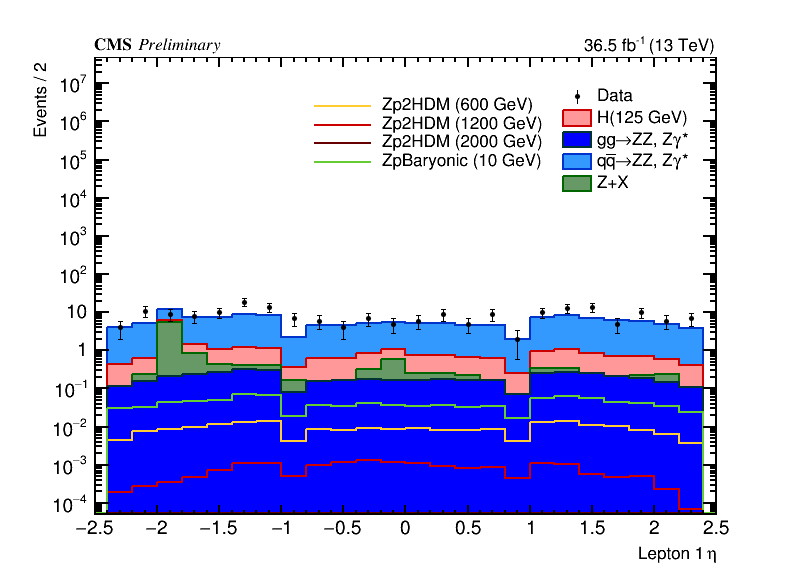 CMS Preliminary 36.5 fb⁻¹ (13 TeV)
Events / 2
Zp2HDM (600 GeV)
Zp2HDM (1200 GeV)
Zp2HDM (2000 GeV)
ZpBaryonic (10 GeV)
Data
H(125 GeV)
gg→ZZ, Zγ*
qq̅→ZZ, Zγ*
Z+X
10⁷
10⁶
10⁵
10⁴
10³
10²
10
1
10⁻¹
10⁻²
10⁻³
10⁻⁴
−2.5 −2 −1.5 −1 −0.5 0 0.5 1 1.5 2 2.5
Lepton 1 η